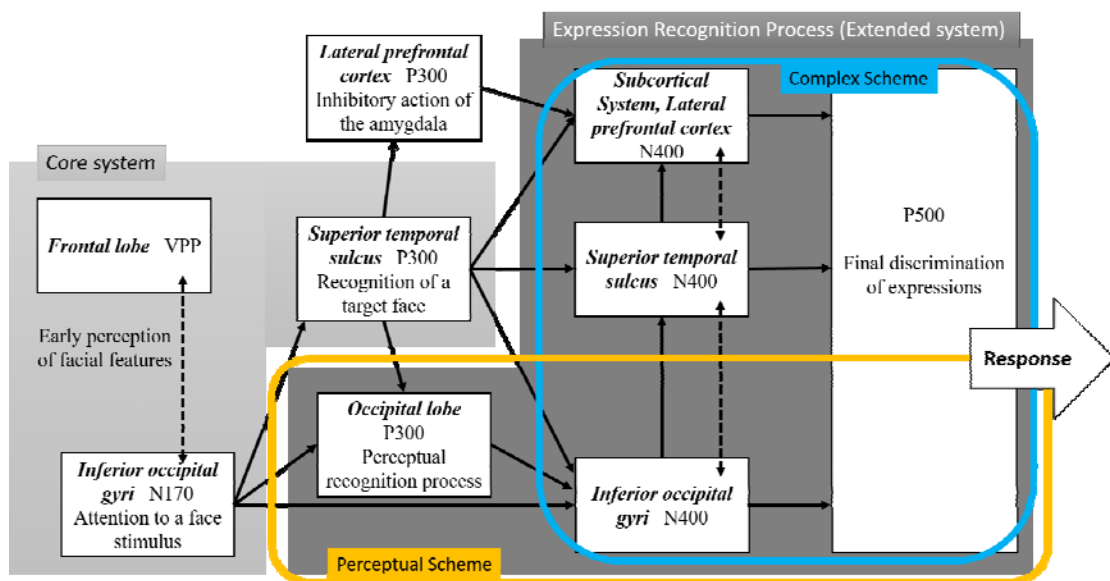 Expression Recognition Process (Extended system)
Complex Scheme
Lateral prefrontal
cortex P300
Inhibitory action of
the amygdala
Subcortical
System, Lateral
prefrontal cortex
N400
Core system
Frontal lobe VPP
Superior temporal
sulcus P300
Recognition of a
target face
Superior temporal
sulcus N400
P500
Final discrimination
of expressions
Early perception
of facial features
Response
Occipital lobe
P300
Perceptual
recognition process
Inferior occipital
gyri N170
Attention to a face
stimulus
Inferior occipital
gyri N400
Perceptual Scheme